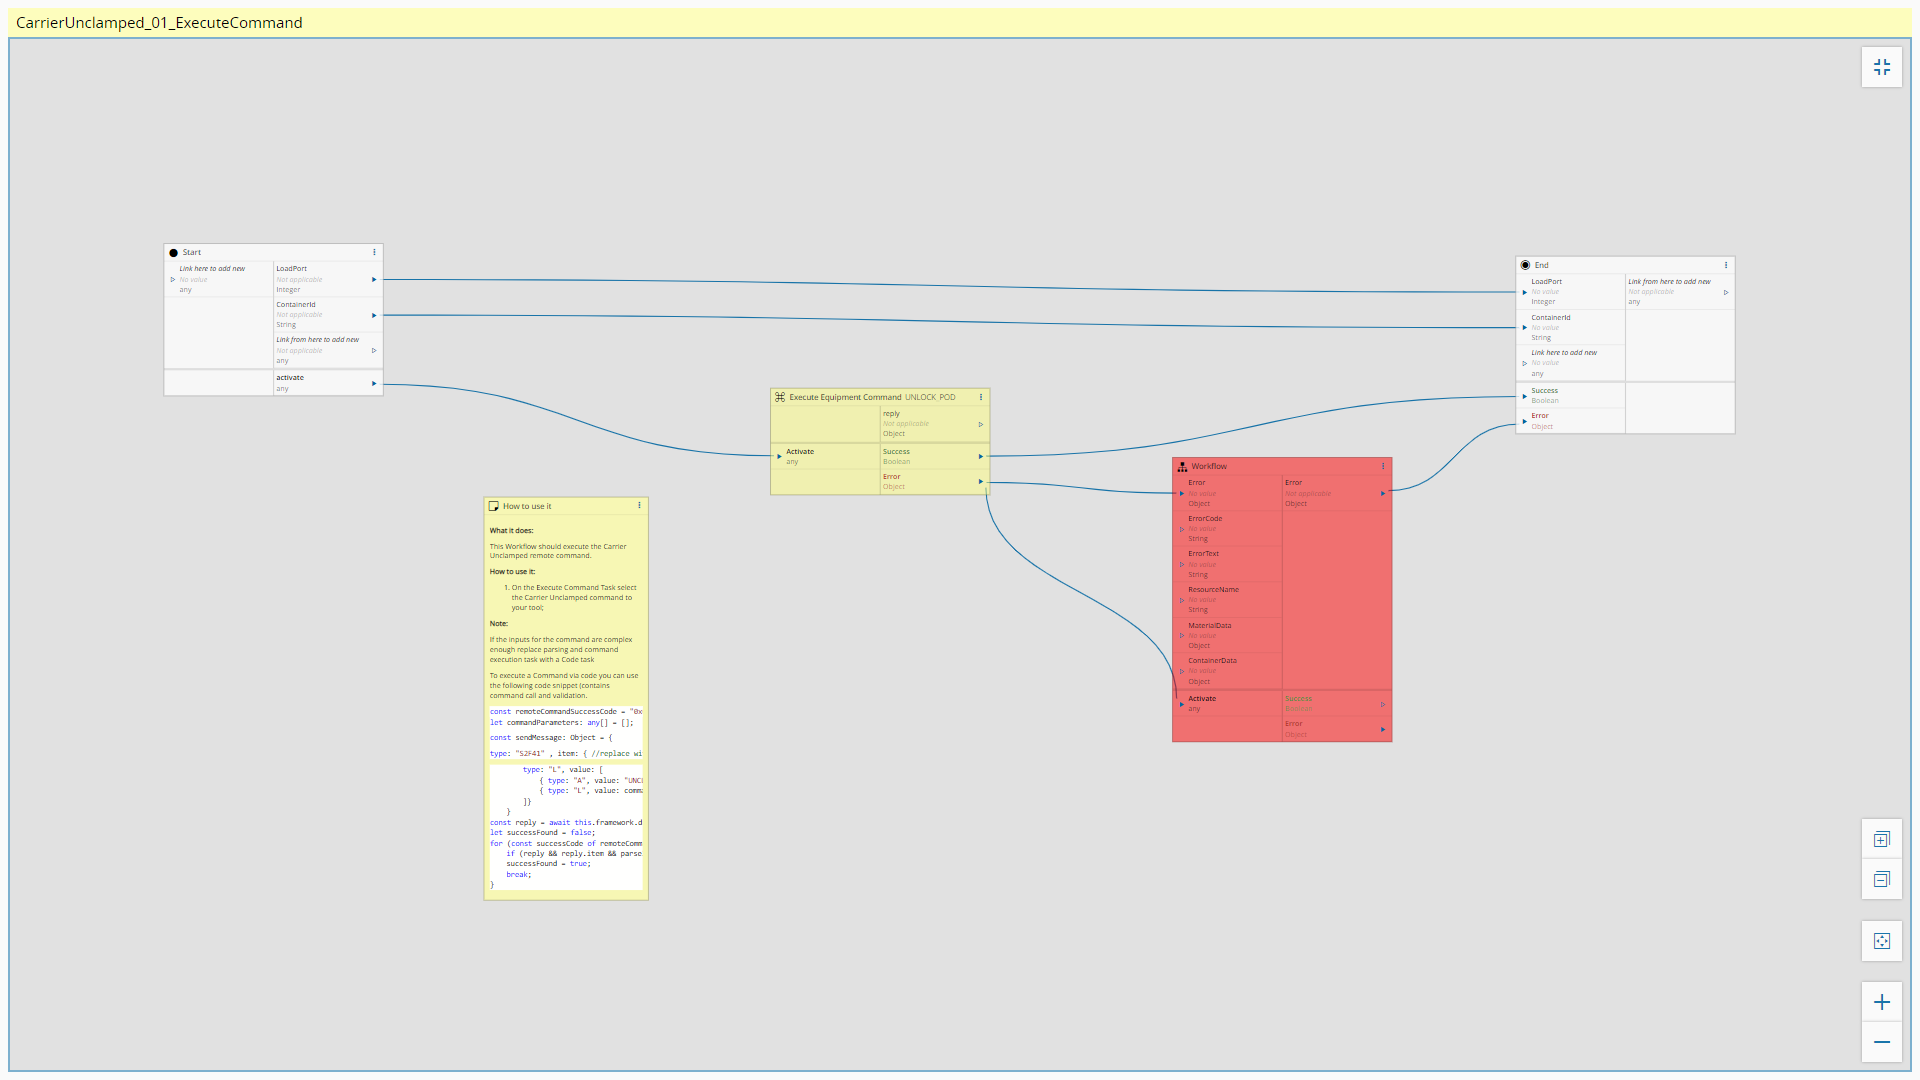 CarrierUnclamped_01_ExecuteCommand
Start
Link here to add new
No value
any
LoadPort
Not applicable
Integer
ContainerId
Not applicable
String
Link from here to add new
Not applicable
any
activate
any
How to use it
What it does:
This Workflow should execute the Carrier
Unclamped remote command.
How to use it:
1. On the Execute Command Task select
the Carrier Unclamped command to
your tool;
Note:
If the inputs for the command are complex
enough replace parsing and command
execution task with a Code task
To execute a Command via code you can use
the following code snippet (contains
command call and validation.
const remoteCommandSuccessCode = "0x
let commandParameters: any[] = [];
const sendMessage: Object = {
type: "S2F41" , item: { //replace wi
type: "L", value: [
{ type: "A", value: "UNCL
{ type: "L", value: comma
]}
}
const reply = await this.framework.d
let successFound = false;
for (const successCode of remoteComm
if (reply && reply.item && parse
successFound = true;
break;
}
Execute Equipment Command UNLOCK_POD
reply
Not applicable
Object
Activate
any
Success
Boolean
Error
Object
Workflow
Error
No value
Object
ErrorCode
No value
String
ErrorText
No value
String
ResourceName
No value
String
MaterialData
No value
Object
ContainerData
No value
Object
Activate
any
Error
Not applicable
Object
Success
Boolean
Error
Object
End
LoadPort
No value
Integer
ContainerId
No value
String
Link here to add new
No value
any
Success
Boolean
Error
Object
Link from here to add new
Not applicable
any